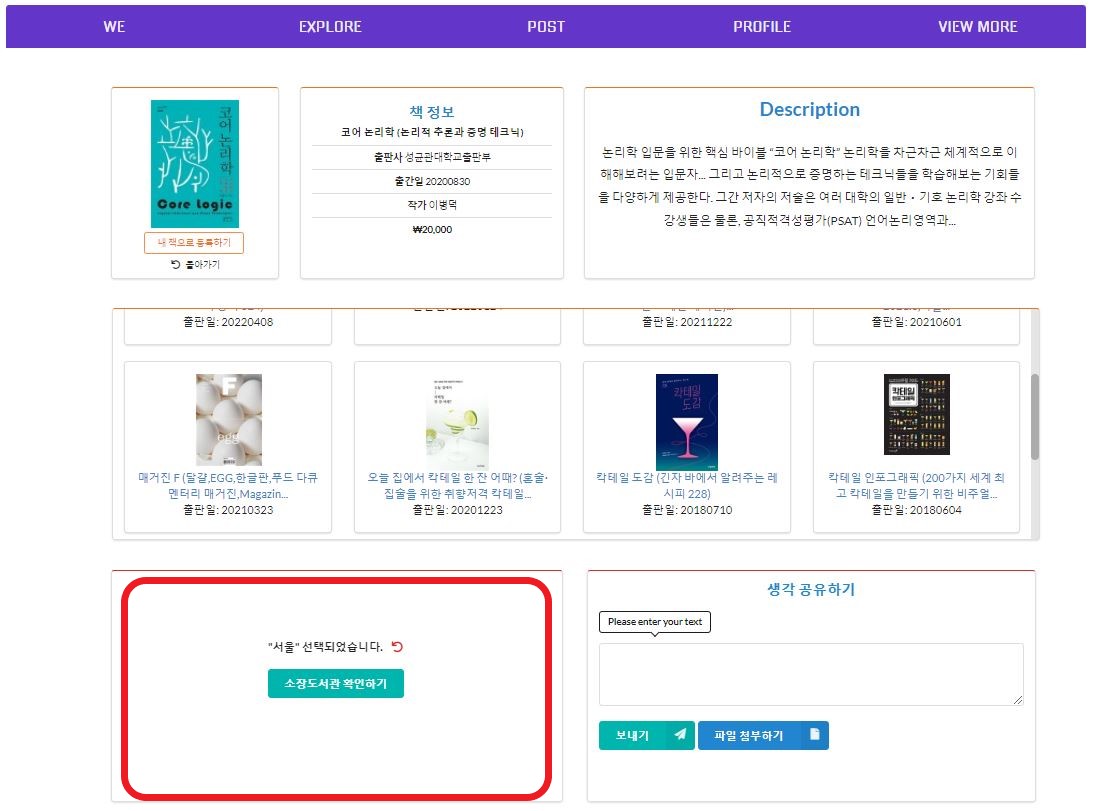 WE
EXPLORE
POST
PROFILE
VIEW MORE
코어 논리학
Core Logic
내 책으로 등록하기
돌아가기
책 정보
코어 논리학 (논리적 추론과 증명 테크닉)
출판사 성균관대학교출판부
출간일 20200830
작가 이병덕
₩20,000
Description
논리학 입문을 위한 핵심 바이블 “코어 논리학” 논리학을 차근차근 체계적으로 이
해해보려는 입문자... 그리고 논리적으로 증명하는 테크닉들을 학습해보는 기회들
을 다양하게 제공한다. 그간 저자의 저술은 여러 대학의 일반·기호 논리학 강좌 수
강생들은 물론, 공직적격성평가(PSAT) 언어논리영역과...
출판일: 20220408
출판일: 20211222
출판일: 20210601
F
egg
매거진 F (달걀,EGG,한글판,푸드 다큐
멘터리 매거진,Magazin...
출판일: 20210323
오늘 집에서 칵테일 한 잔 어때? (혼술·
집술을 위한 취향저격 칵테일...
출판일: 20201223
칵테일
도감
칵테일 도감 (긴자 바에서 알려주는 레
시피 228)
출판일: 20180710
칵테일
인포그래픽
칵테일 인포그래픽 (200가지 세계 최
고 칵테일을 만들기 위한 비주얼...
출판일: 20180604
"서울" 선택되었습니다.
소장도서관 확인하기
생각 공유하기
Please enter your text
보내기
파일 첨부하기